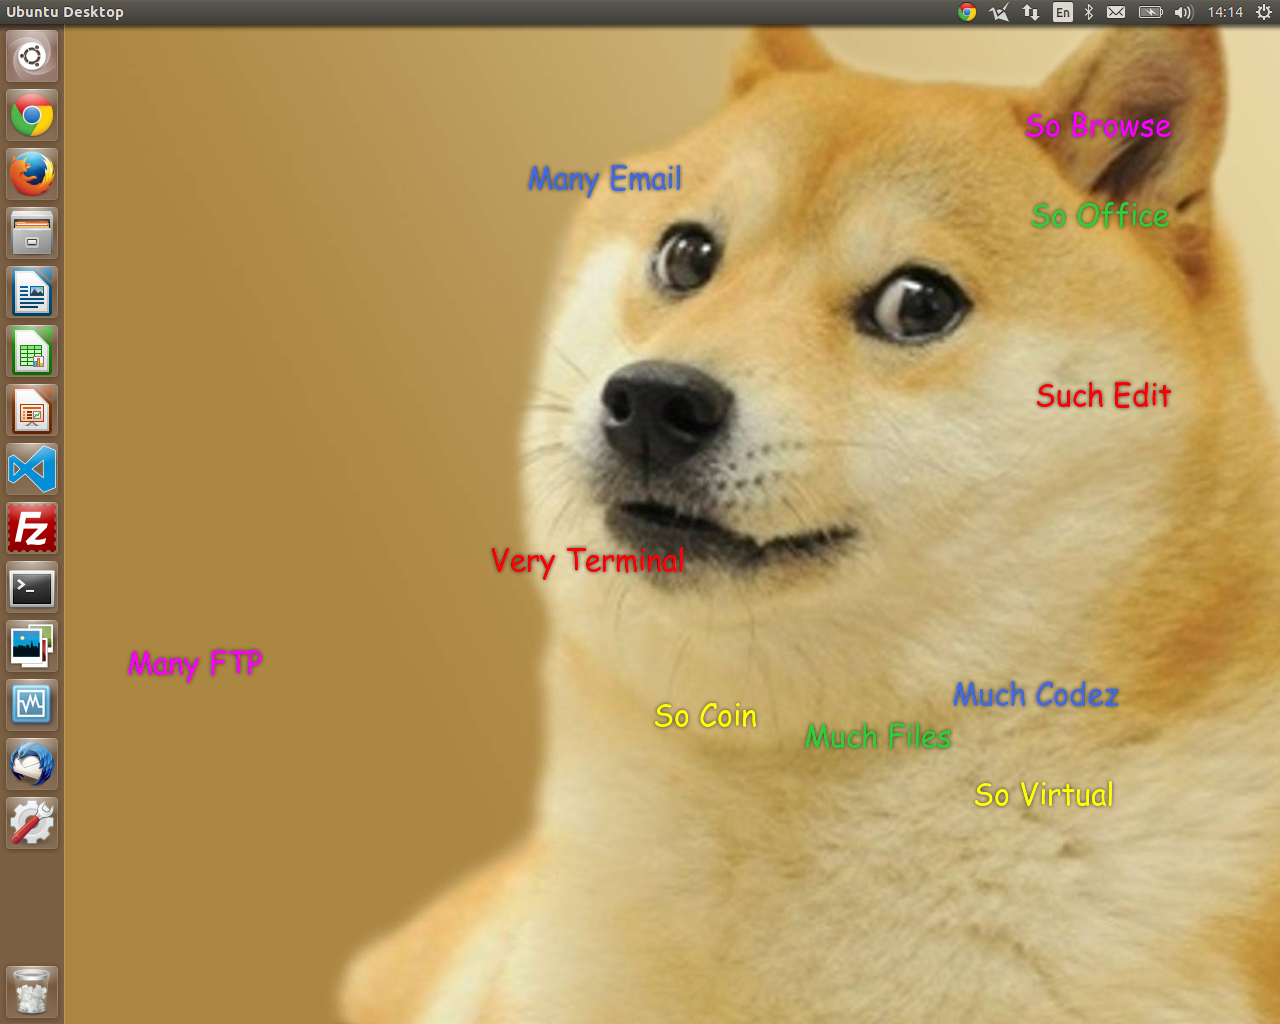 Ubuntu Desktop
En
14:14
So Browse
Many Email
So Office
Such Edit
Very Terminal
Many FTP
Much Codez
So Coin
Much Files
So Virtual
Fz
>_